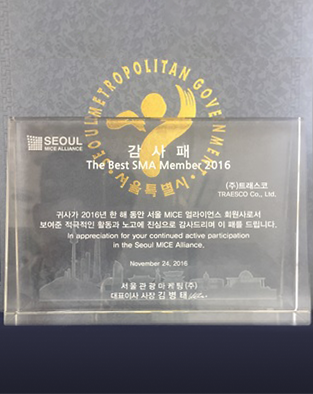 SEOUL METROPOLITAN GOVERNMENT
·서울특별시·
SEOUL
MICE ALLIANCE
감 사 패
The Best SMA Member 2016
(주)트래스코
TRAESCO Co., Ltd.
귀사가 2016년 한 해 동안 서울 MICE 얼라이언스 회원사로서
보여준 적극적인 활동과 노고에 진심으로 감사드리며 이 패를 드립니다.
In appreciation for your continued active participation
in the Seoul MICE Alliance.
November 24, 2016
서울관광마케팅(주)
대표이사 사장 김 병 태